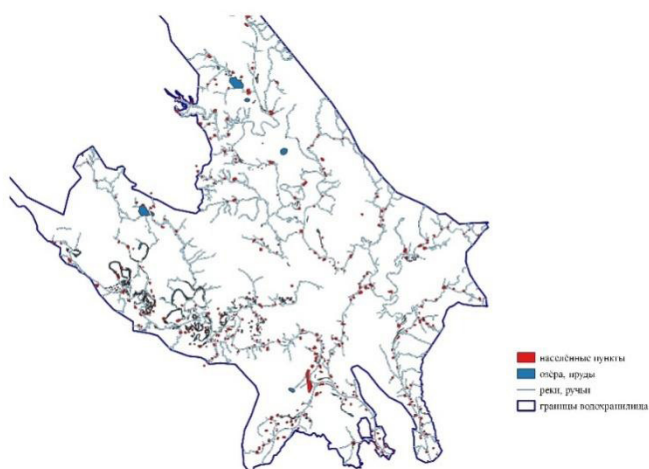 населённые пункты
озёра, пруды
реки, ручьи
границы водохранилища